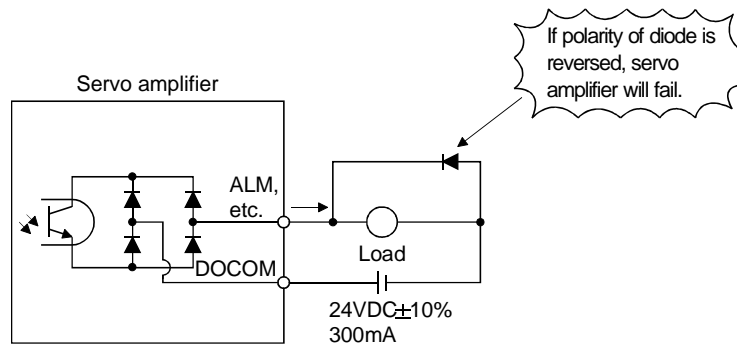 If polarity of diode is
reversed, servo
amplifier will fail.
Servo amplifier
ALM,
etc.
Load
DOCOM
24VDC±10%
300mA